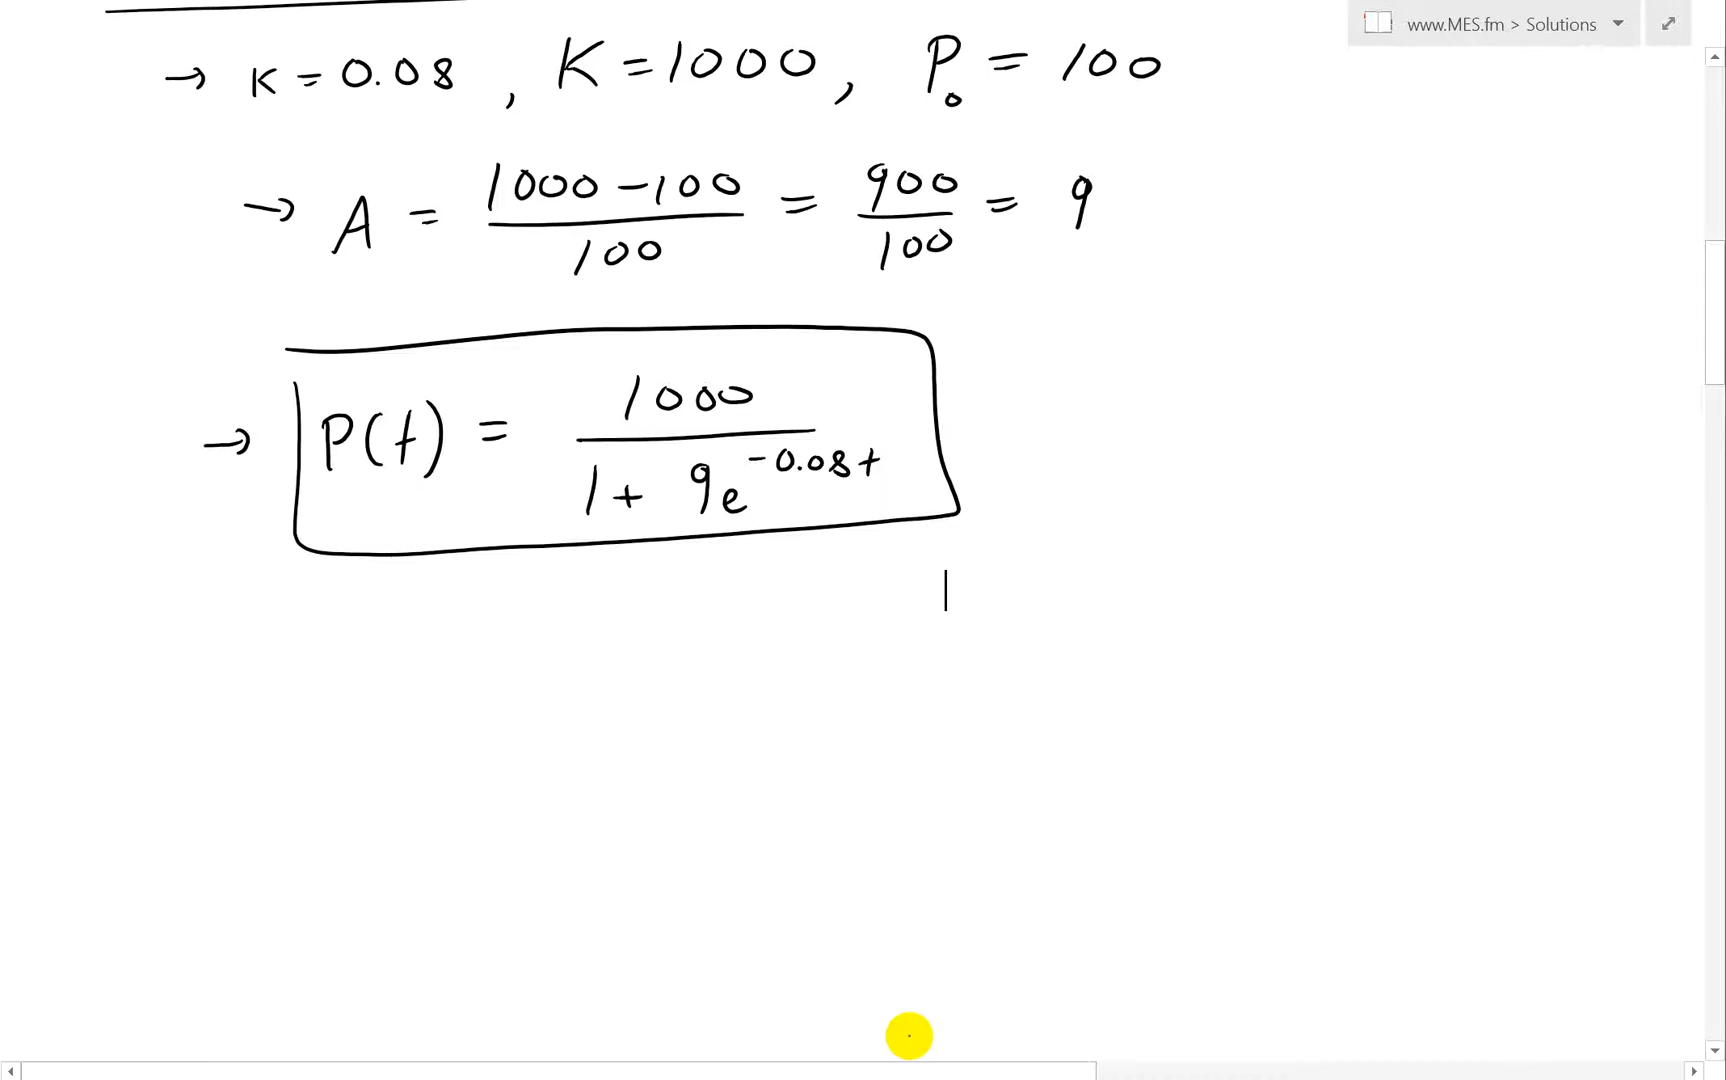 www.MES.fm > Solutions
→ k = 0.08 , K = 1000 , P₀ = 100
→ A = (1000 - 100)/100 = 900/100 = 9
→ P(t) = 1000/(1 + 9e^(-0.08t))